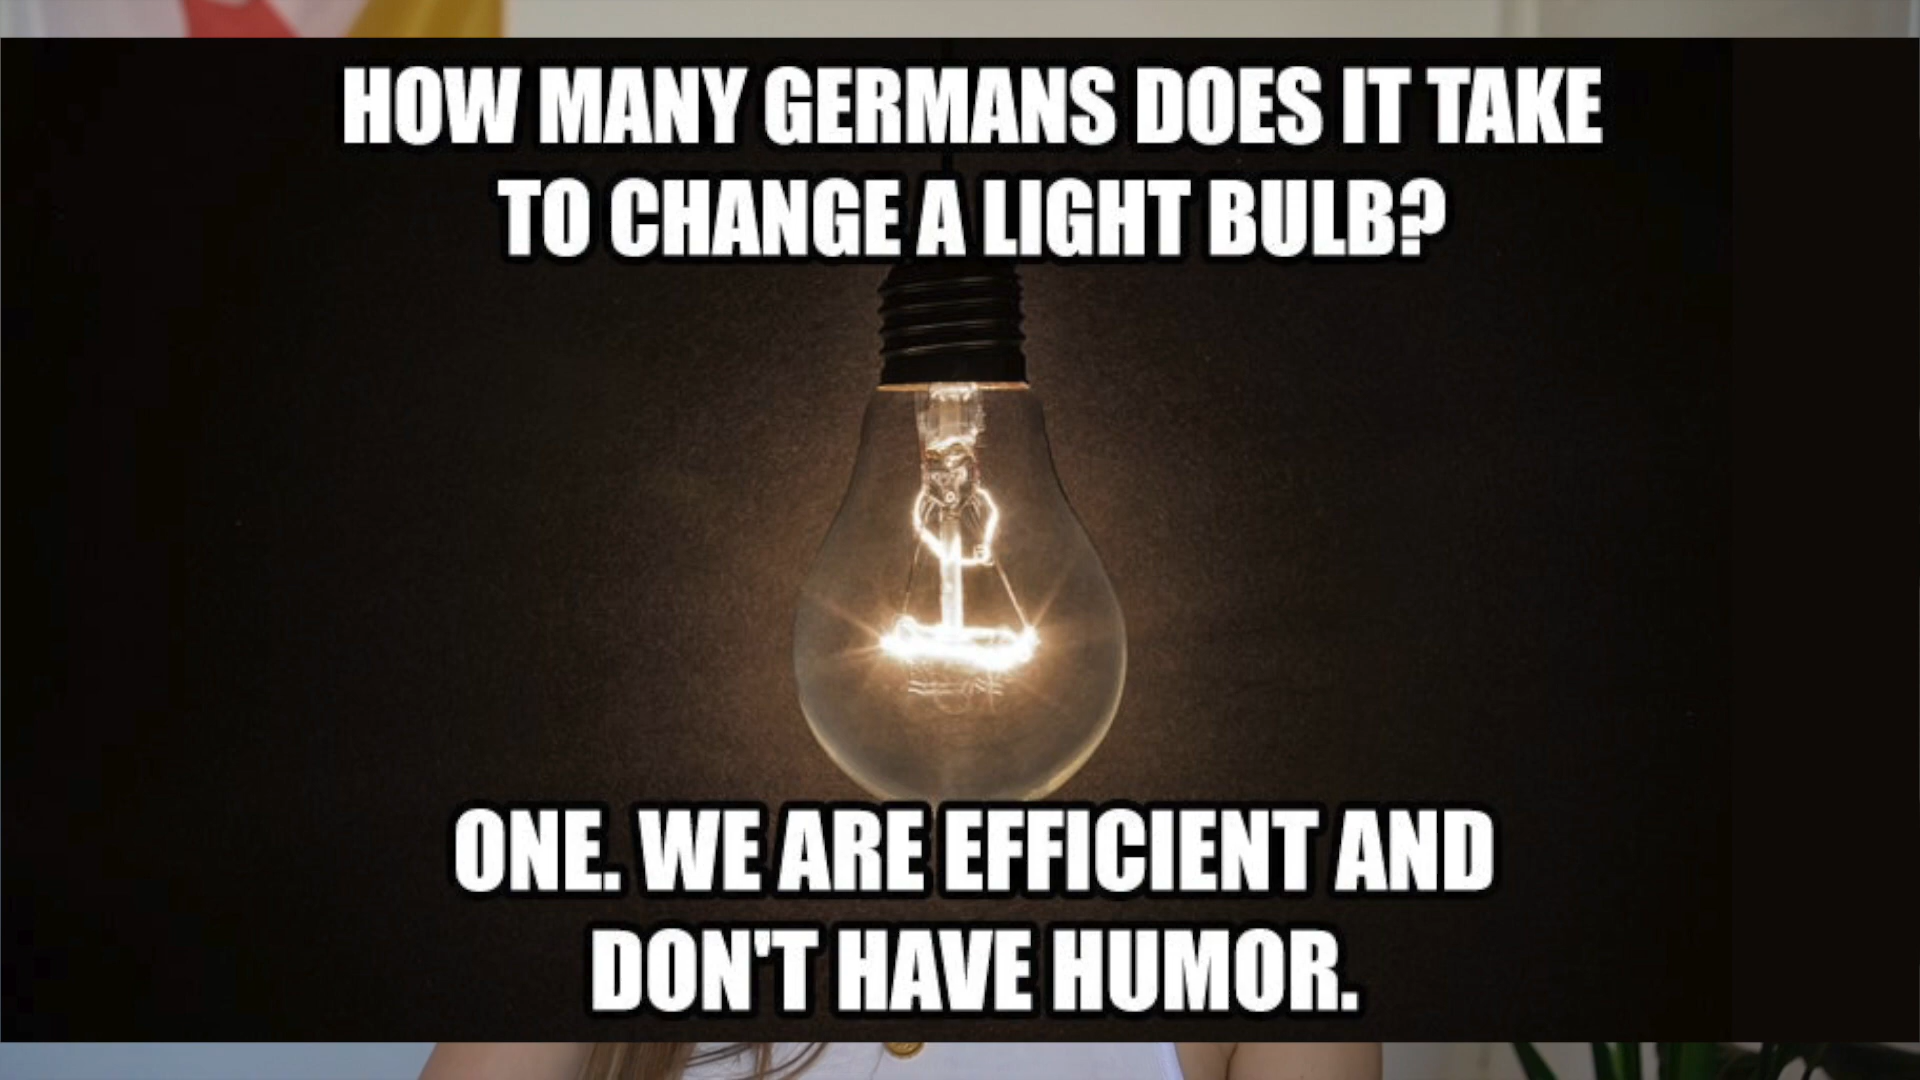 HOW MANY GERMANS DOES IT TAKE
TO CHANGE A LIGHT BULB?
ONE. WE ARE EFFICIENT AND
DON'T HAVE HUMOR.